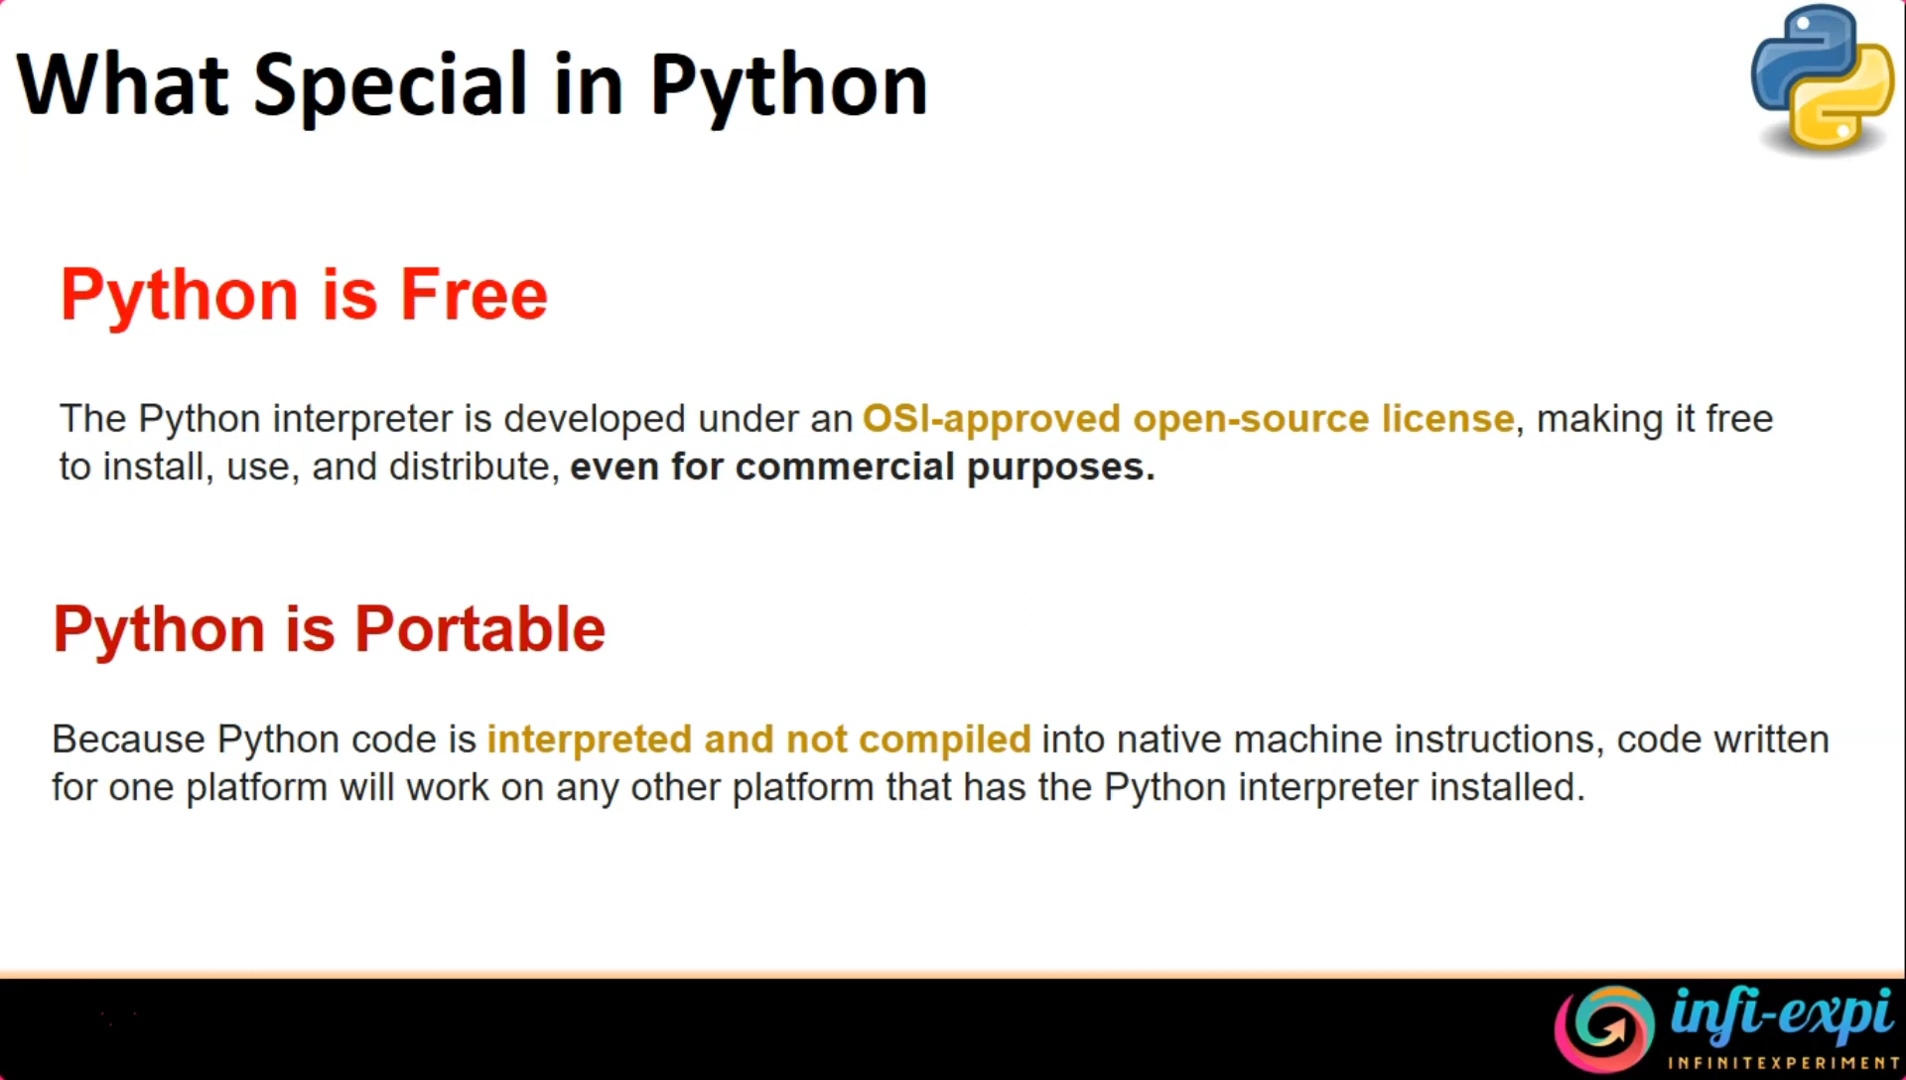 What Special in Python
Python is Free
The Python interpreter is developed under an OSI-approved open-source license, making it free
to install, use, and distribute, even for commercial purposes.
Python is Portable
Because Python code is interpreted and not compiled into native machine instructions, code written
for one platform will work on any other platform that has the Python interpreter installed.
infi-expi
INFINITEXPERIMENT